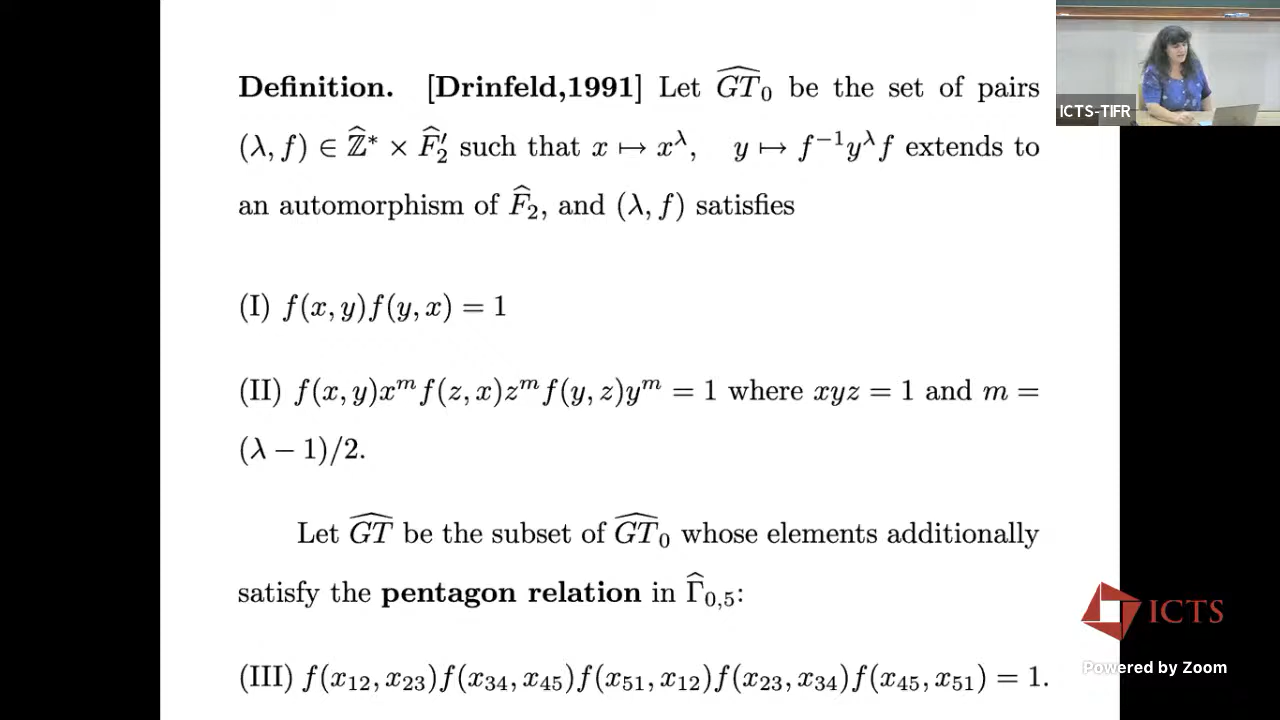 Definition. [Drinfeld,1991] Let $\widehat{GT}_0$ be the set of pairs
$(\lambda, f) \in \widehat{\mathbb{Z}}^* \times \widehat{F}_2'$ such that $x \mapsto x^\lambda$, $y \mapsto f^{-1}y^\lambda f$ extends to
an automorphism of $\widehat{F}_2$, and $(\lambda, f)$ satisfies
(I) $f(x, y)f(y, x) = 1$
(II) $f(x, y)x^m f(z, x)z^m f(y, z)y^m = 1$ where $xyz = 1$ and $m =$
$(\lambda - 1)/2.$
Let $\widehat{GT}$ be the subset of $\widehat{GT}_0$ whose elements additionally
satisfy the pentagon relation in $\widehat{\Gamma}_{0,5}$:
(III) $f(x_{12}, x_{23})f(x_{34}, x_{45})f(x_{51}, x_{12})f(x_{23}, x_{34})f(x_{45}, x_{51}) = 1.$
ICTS-TIFR
ICTS
Powered by Zoom